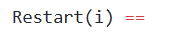 Restart(i) ==